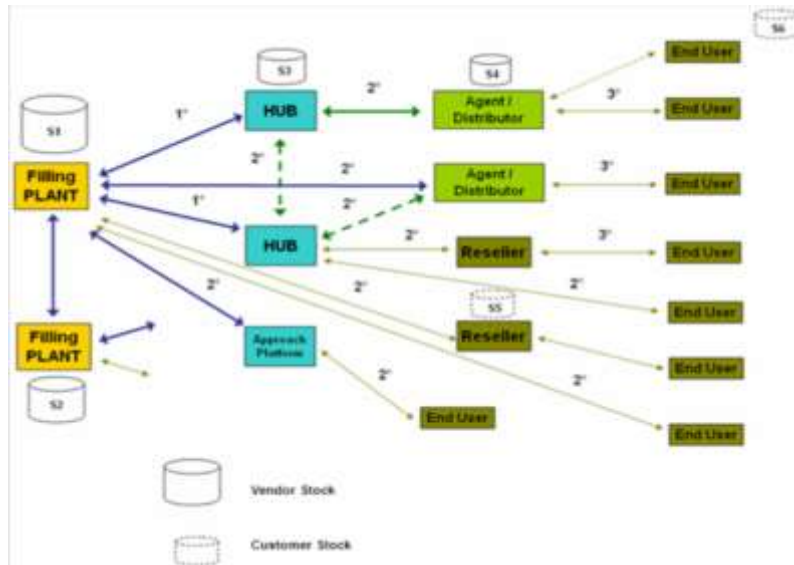 S6
End User
S3
S4
1'
2'
HUB
Agent /
Distributor
3'
End User
S1
2'
Filling
PLANT
2'
Agent /
Distributor
3'
End User
1'
2'
HUB
2'
Reseller
3'
End User
2'
2'
2'
S5
End User
Filling
PLANT
Approach
Platform
Reseller
End User
S2
2'
2'
End User
End User
Vendor Stock
Customer Stock